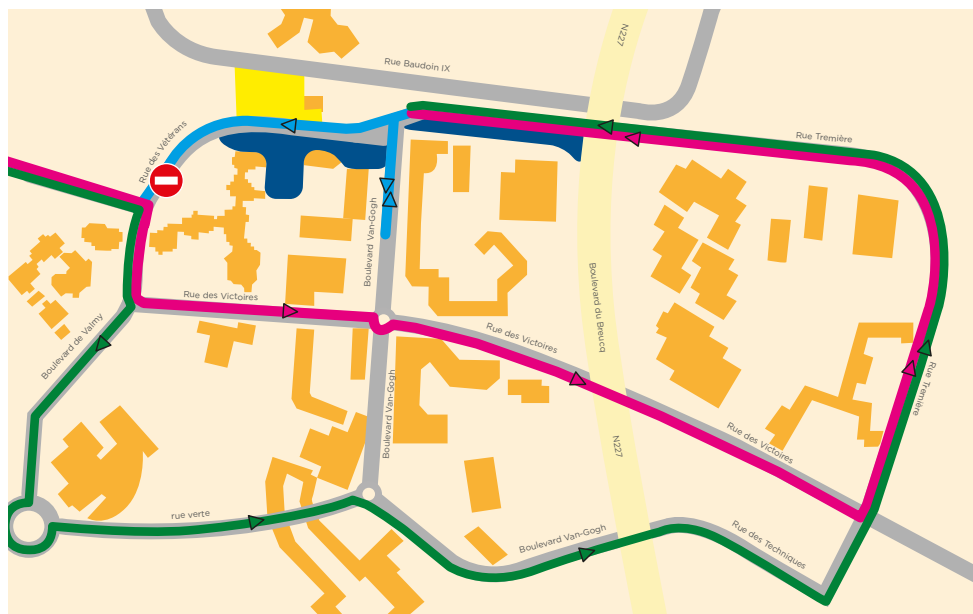 N227
Rue Baudoin IX
Rue Tremière
Rue des Vétérans
Boulevard Van-Gogh
Rue des Victoires
Boulevard du Breucq
Rue des Victoires
Boulevard de Valmy
Boulevard Van-Gogh
Rue Tremière
Rue des Victoires
N227
rue verte
Boulevard Van-Gogh
Rue des Techniques